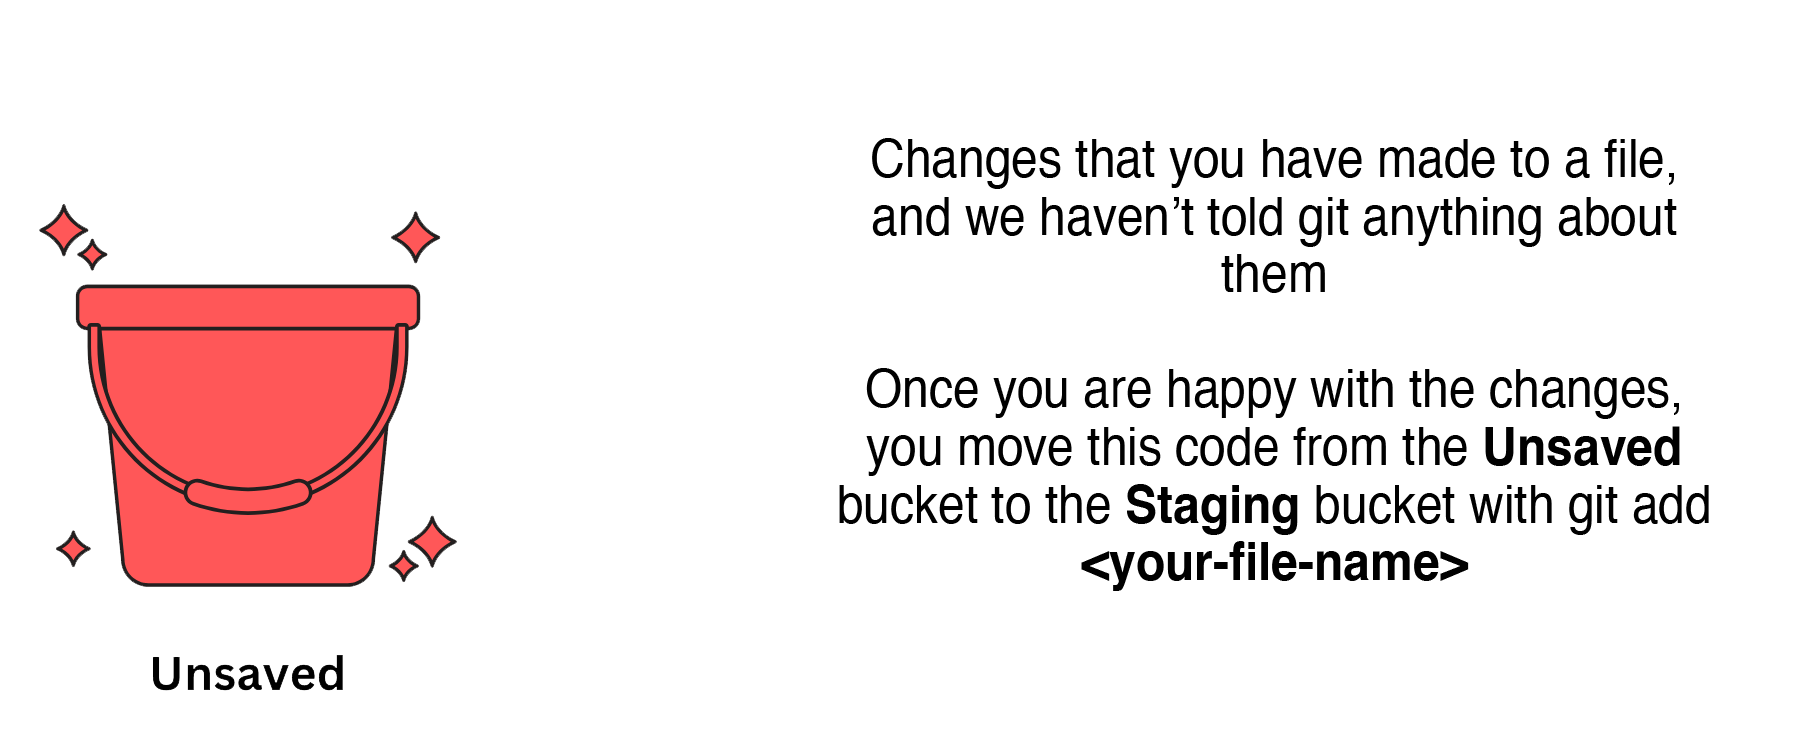 Changes that you have made to a file,
and we haven’t told git anything about
them
Once you are happy with the changes,
you move this code from the Unsaved
bucket to the Staging bucket with git add
<your-file-name>
Unsaved